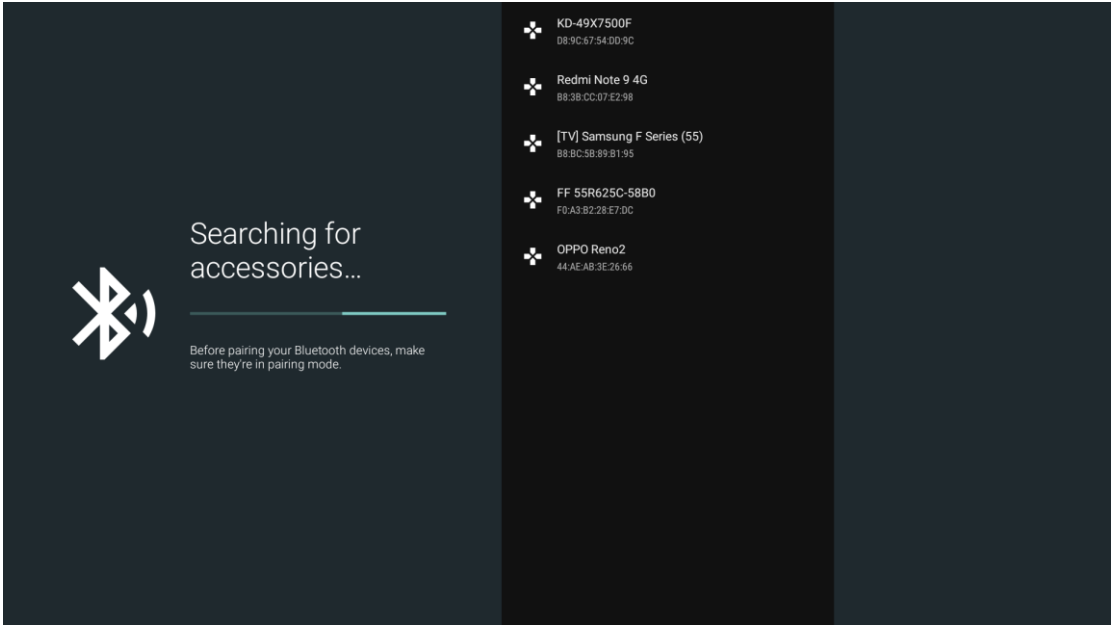 Searching for
accessories...
Before pairing your Bluetooth devices, make
sure they're in pairing mode.
KD-49X7500F
D8:9C:67:54:DD:9C
Redmi Note 9 4G
B8:3B:CC:07:E2:98
[TV] Samsung F Series (55)
B8:BC:5B:89:B1:95
FF 55R625C-58B0
F0:A3:B2:28:E7:DC
OPPO Reno2
44:AE:AB:3E:26:66